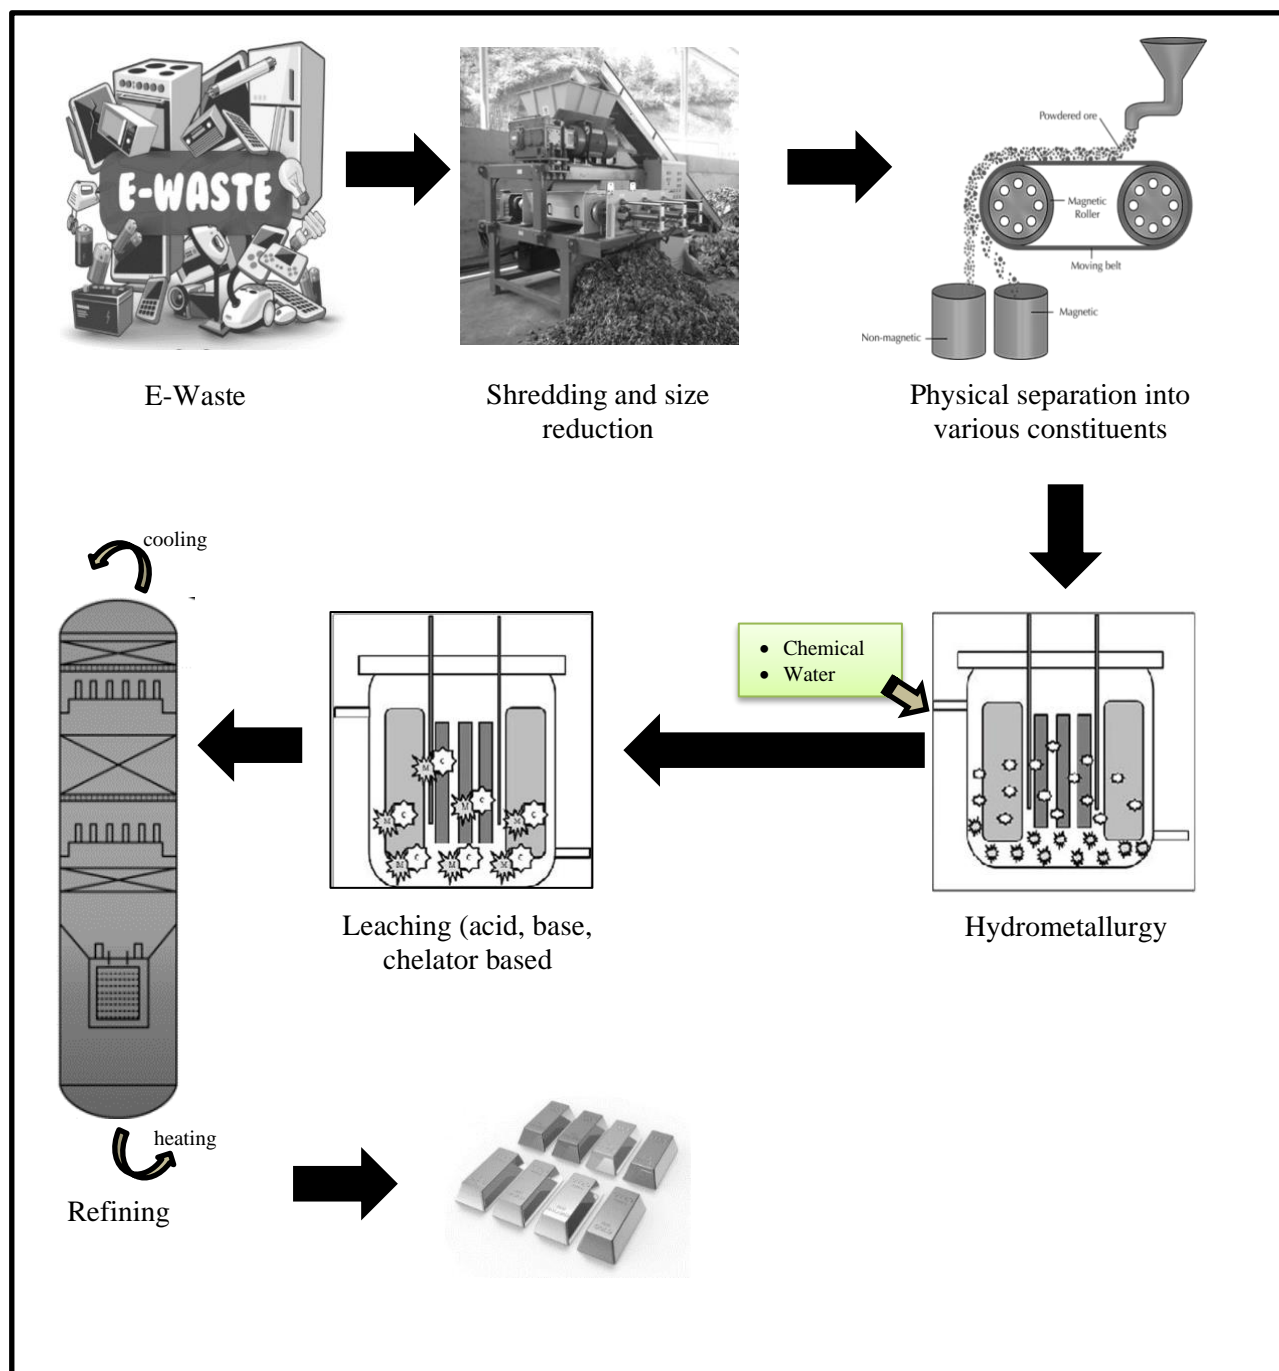 E-WASTE
Powdered ore
Magnetic
Roller
Moving belt
Magnetic
Non-magnetic
E-Waste
Shredding and size
reduction
Physical separation into
various constituents
cooling
• Chemical
• Water
M C
M C
M C
M C
M C
M C
M C
Leaching (acid, base,
chelator based
Hydrometallurgy
heating
Refining